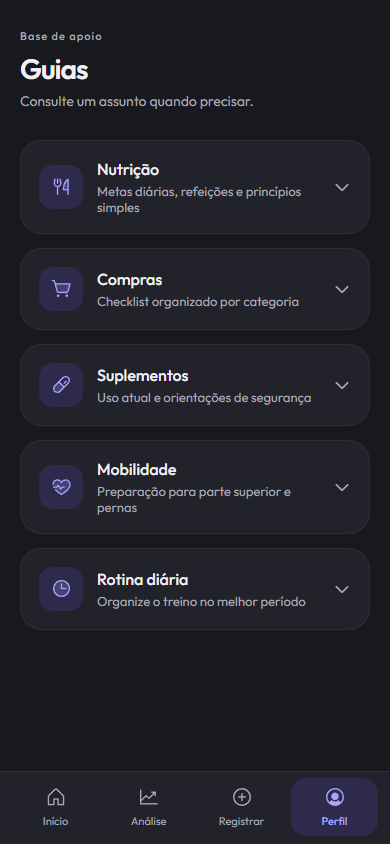 Base de apoio
Guias
Consulte um assunto quando precisar.
Nutrição
Metas diárias, refeições e princípios
simples
Compras
Checklist organizado por categoria
Suplementos
Uso atual e orientações de segurança
Mobilidade
Preparação para parte superior e
pernas
Rotina diária
Organize o treino no melhor período
Início
Análise
Registrar
Perfil